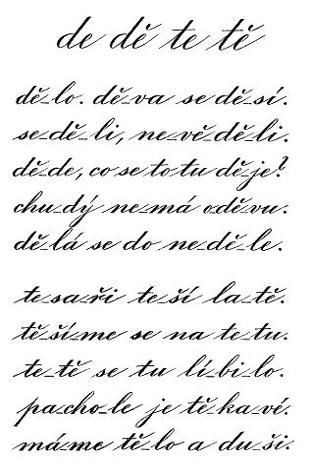 de dě te tě
dě-lo. dě-va se dě-sí.
se-dě-li, ne-vě-dě-li.
dě-de, co se to tu dě-je?
chu-dý ne-má o-dě-vu.
dě-lá se do ne-dě-le.
te-sa-ři te-ší la-tě.
tě-ší-me se na te-tu.
te-tě se tu lí-bi-lo.
pa-cho-le je tě-ka-vé.
má-me tě-lo a du-ši.